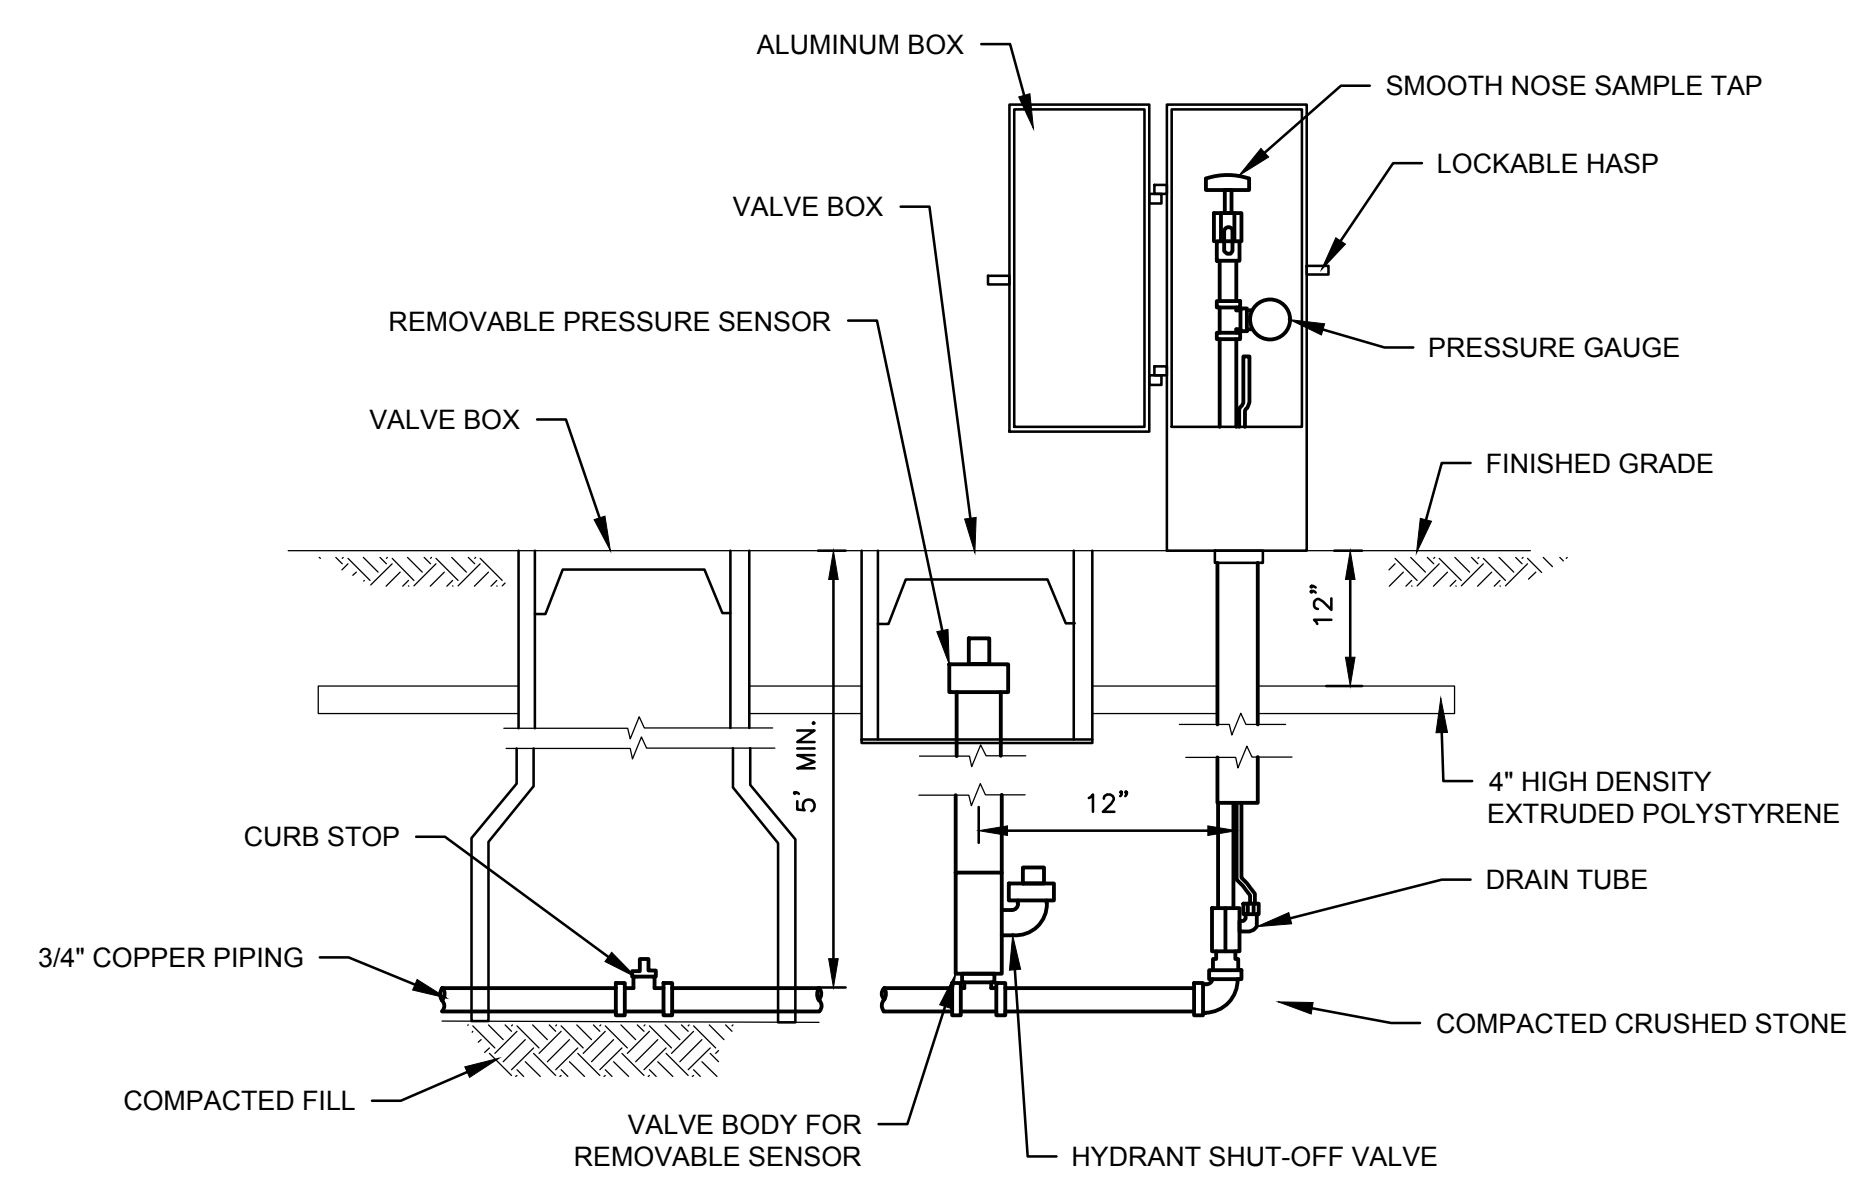 ALUMINUM BOX
SMOOTH NOSE SAMPLE TAP
LOCKABLE HASP
VALVE BOX
REMOVABLE PRESSURE SENSOR
PRESSURE GAUGE
VALVE BOX
FINISHED GRADE
12"
5' MIN.
12"
4" HIGH DENSITY
EXTRUDED POLYSTYRENE
CURB STOP
DRAIN TUBE
3/4" COPPER PIPING
COMPACTED CRUSHED STONE
COMPACTED FILL
VALVE BODY FOR
REMOVABLE SENSOR
HYDRANT SHUT-OFF VALVE